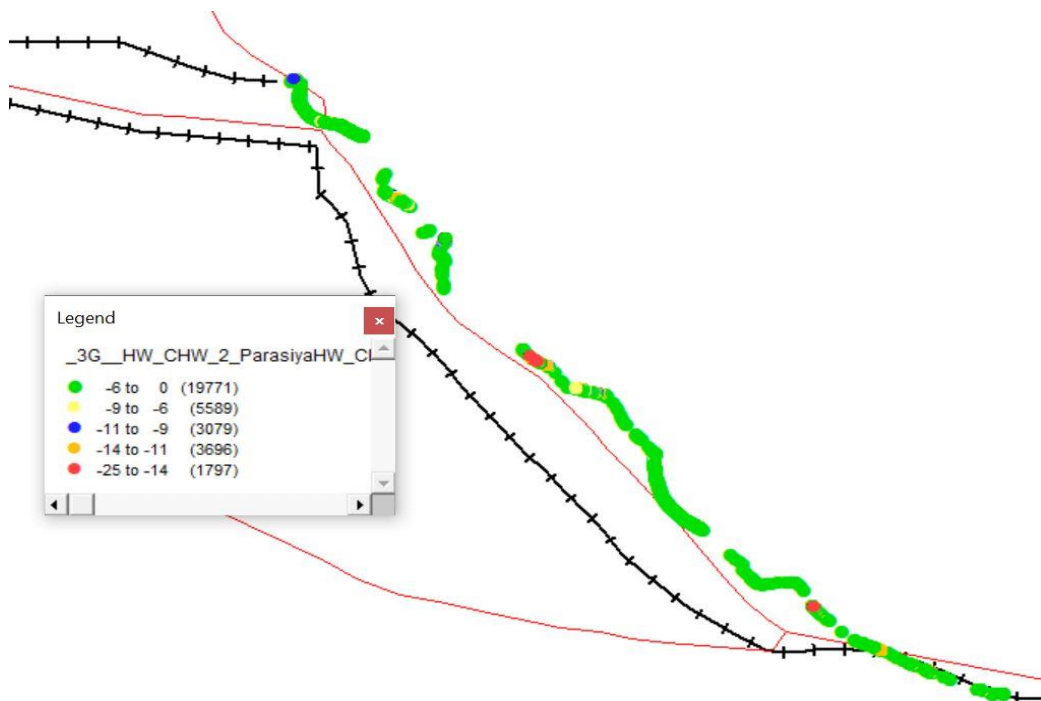 Legend
_3G__HW_CHW_2_ParasiyaHW_C
-6 to 0 (19771)
-9 to -6 (5589)
-11 to -9 (3079)
-14 to -11 (3696)
-25 to -14 (1797)